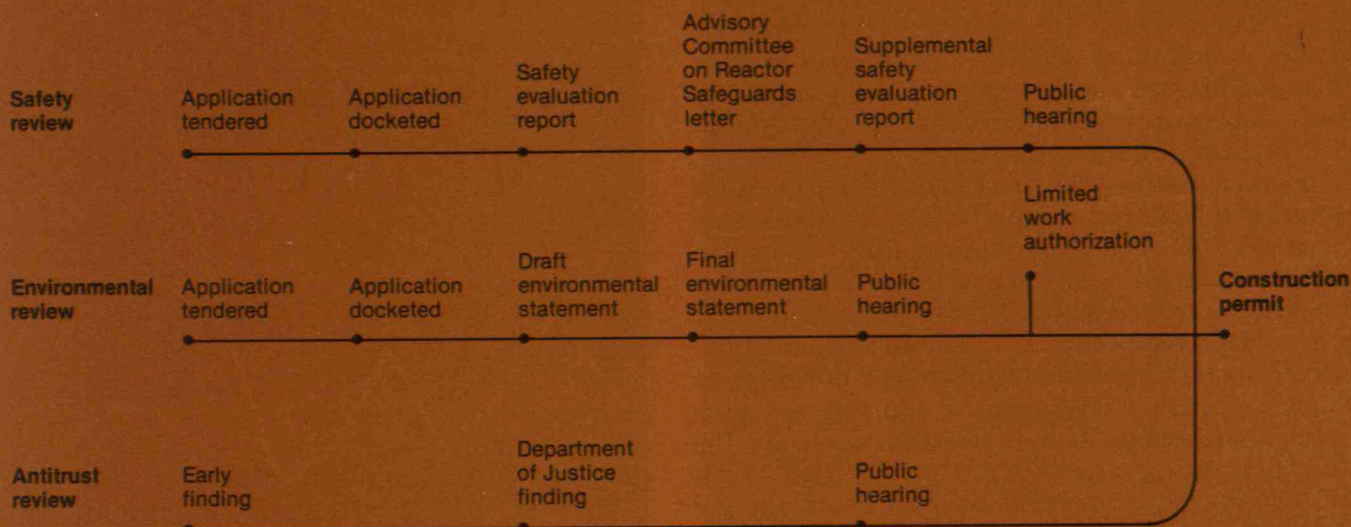 Safety
review
Application
tendered
Application
docketed
Safety
evaluation
report
Advisory
Committee
on Reactor
Safeguards
letter
Supplemental
safety
evaluation
report
Public
hearing
Environmental
review
Application
tendered
Application
docketed
Draft
environmental
statement
Final
environmental
statement
Public
hearing
Limited
work
authorization
Construction
permit
Antitrust
review
Early
finding
Department
of Justice
finding
Public
hearing